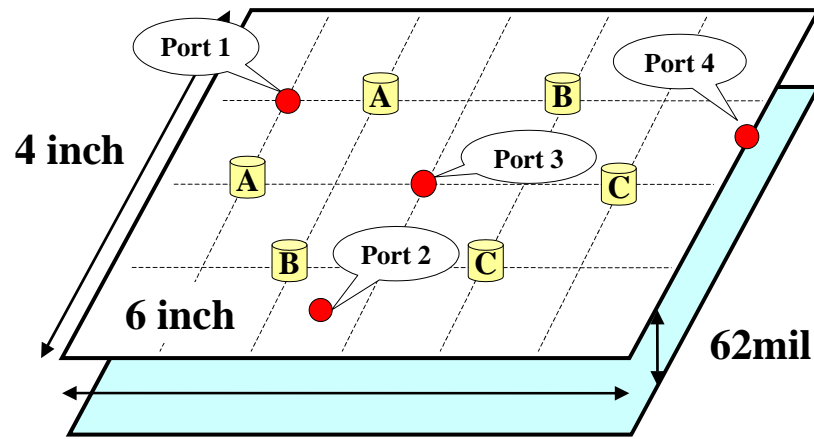 Port 1
Port 4
A
B
4 inch
Port 3
A
C
B
Port 2
C
6 inch
62mil